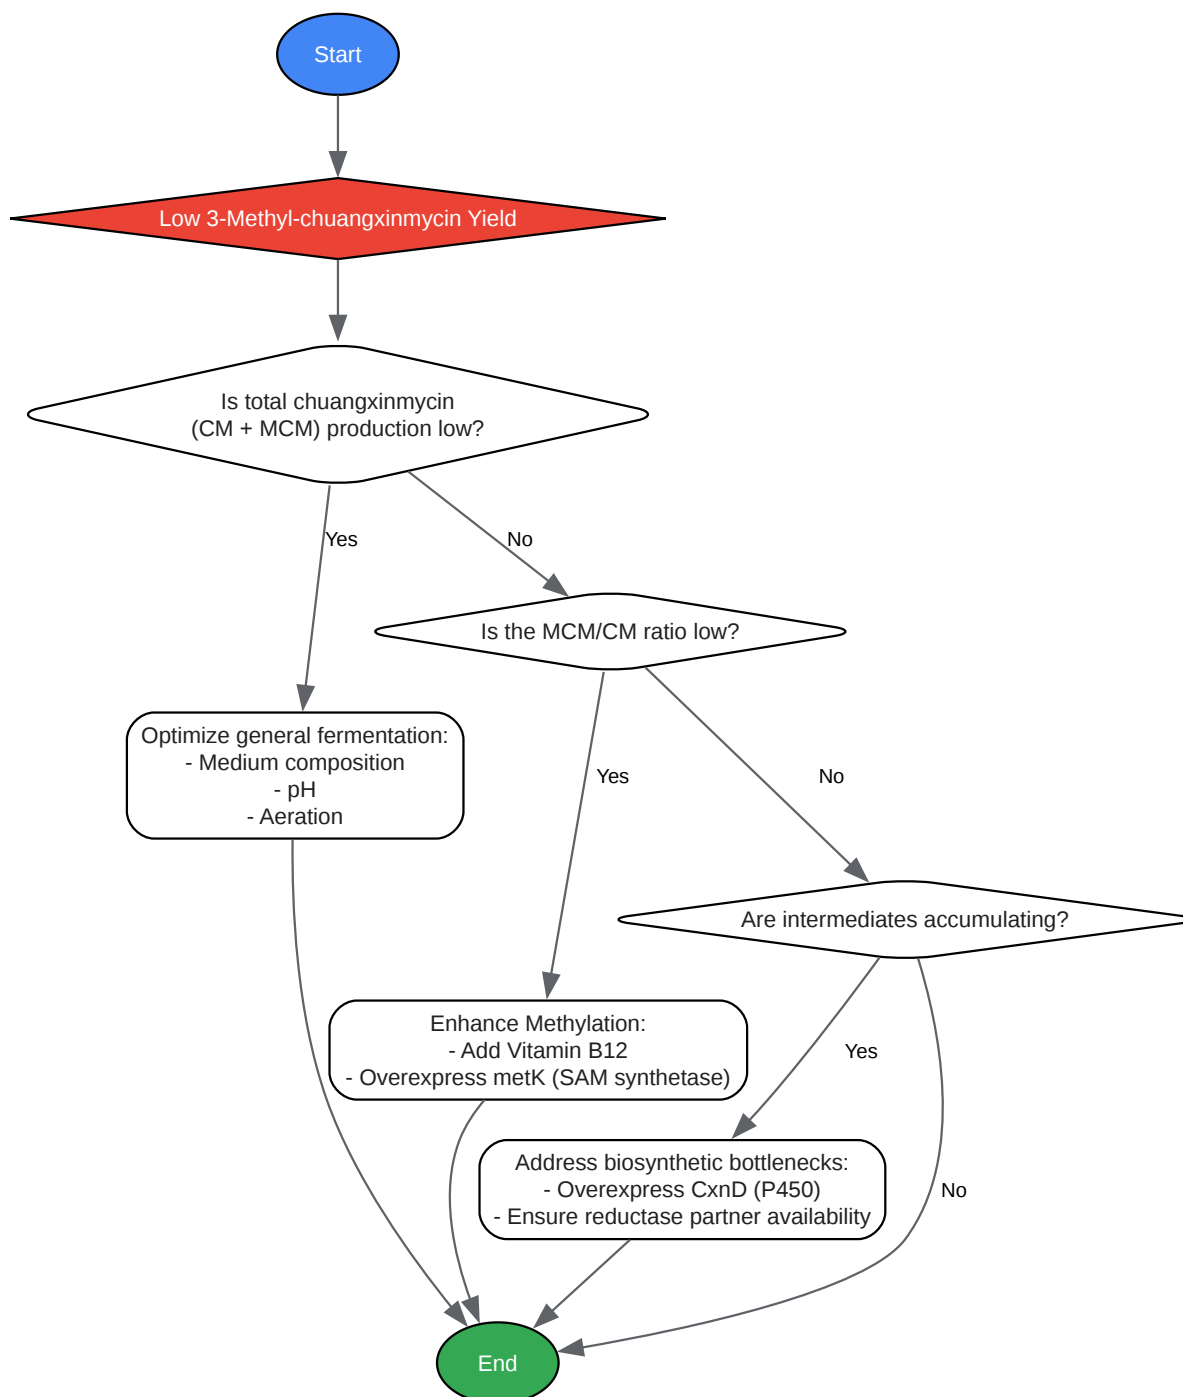 Start
Low 3-Methyl-chuangxinmycin Yield
Is total chuangxinmycin
(CM + MCM) production low?
Yes
No
Is the MCM/CM ratio low?
Optimize general fermentation:
- Medium composition
- pH
- Aeration
Yes
No
Are intermediates accumulating?
Enhance Methylation:
- Add Vitamin B12
- Overexpress metK (SAM synthetase)
Yes
Address biosynthetic bottlenecks:
- Overexpress CxnD (P450)
- Ensure reductase partner availability
No
End